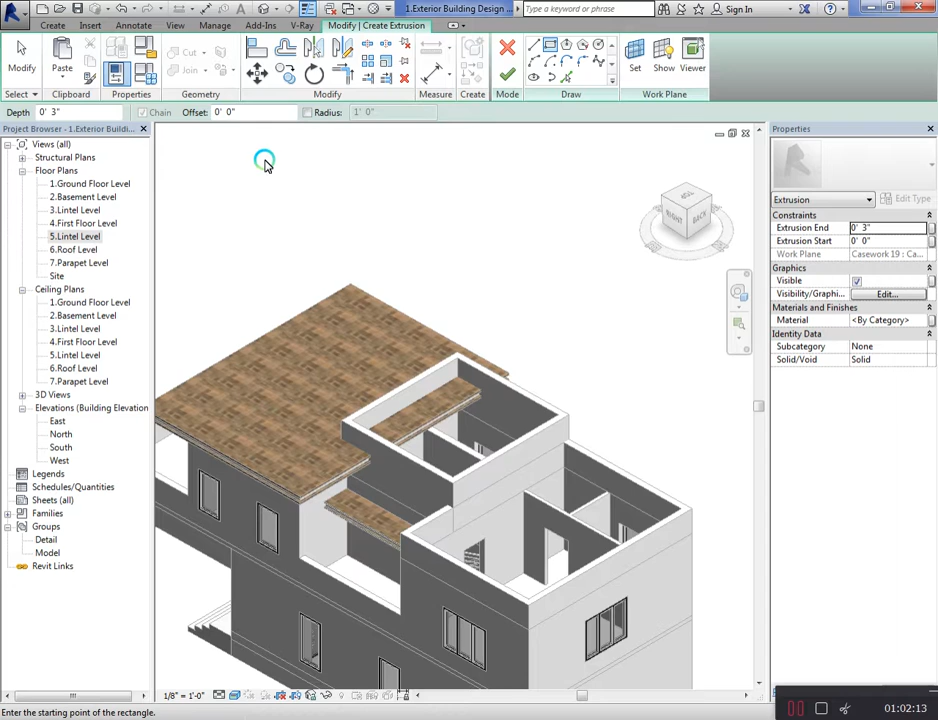 1.Exterior Building Design ...
Enter a keyword or phrase
Sign In
Create
Insert
Annotate
View
Manage
Add-Ins
V-Ray
Modify | Create Extrusion
Modify
Paste
Cut
Join
Set
Show
Viewer
Select
Clipboard
Properties
Geometry
Modify
Measure
Create
Mode
Draw
Work Plane
Depth 0' 3" Chain Offset: 0' 0" Radius: 1' 0"
Project Browser - 1.Exterior Buildi...
Views (all)
Structural Plans
Floor Plans
1.Ground Floor Level
2.Basement Level
3.Lintel Level
4.First Floor Level
5.Lintel Level
6.Roof Level
7.Parapet Level
Site
Ceiling Plans
1.Ground Floor Level
2.Basement Level
3.Lintel Level
4.First Floor Level
5.Lintel Level
6.Roof Level
7.Parapet Level
3D Views
Elevations (Building Elevation
East
North
South
West
Legends
Schedules/Quantities
Sheets (all)
Families
Groups
Detail
Model
Revit Links
RIGHT
BACK
Properties
Extrusion
Edit Type
Constraints
Extrusion End 0' 3"
Extrusion Start 0' 0"
Work Plane Casework 19 : Ca...
Graphics
Visible
Visibility/Graphi... Edit...
Materials and Finishes
Material <By Category>
Identity Data
Subcategory None
Solid/Void Solid
1/8" = 1'-0"
Enter the starting point of the rectangle.
01:02:13